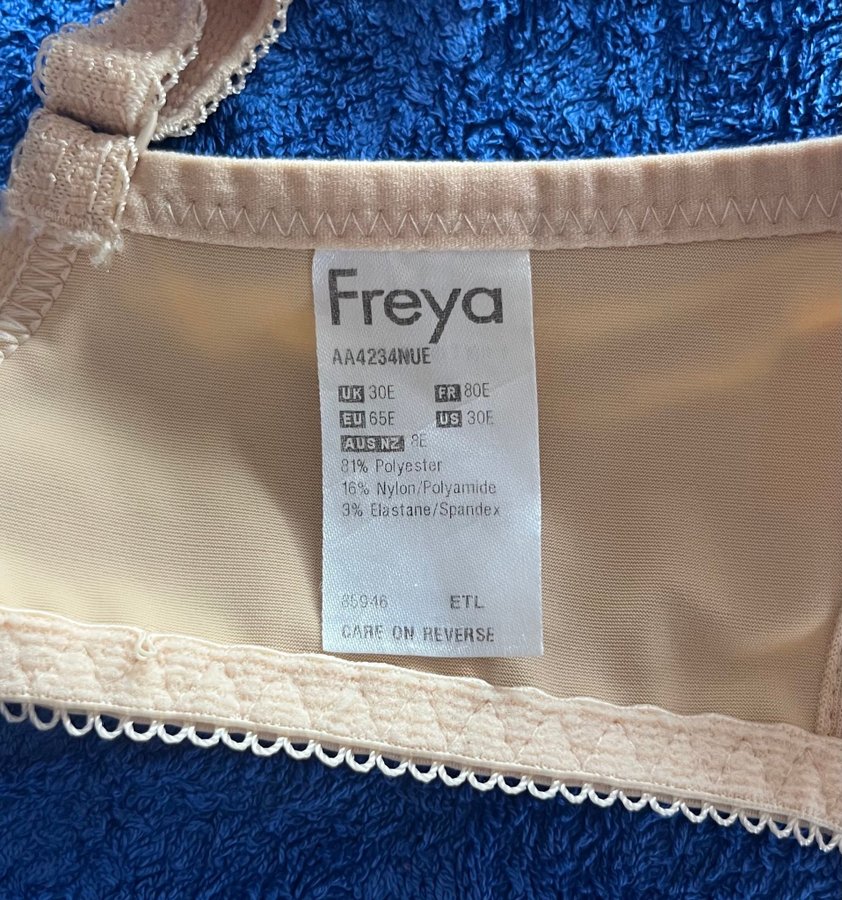 Freya
AA4234NUE
UK 30E FR 80E
EU 65E US 30E
AUS NZ 8E
81% Polyester
16% Nylon/Polyamide
3% Elastane/Spandex
85946 ETL
CARE ON REVERSE